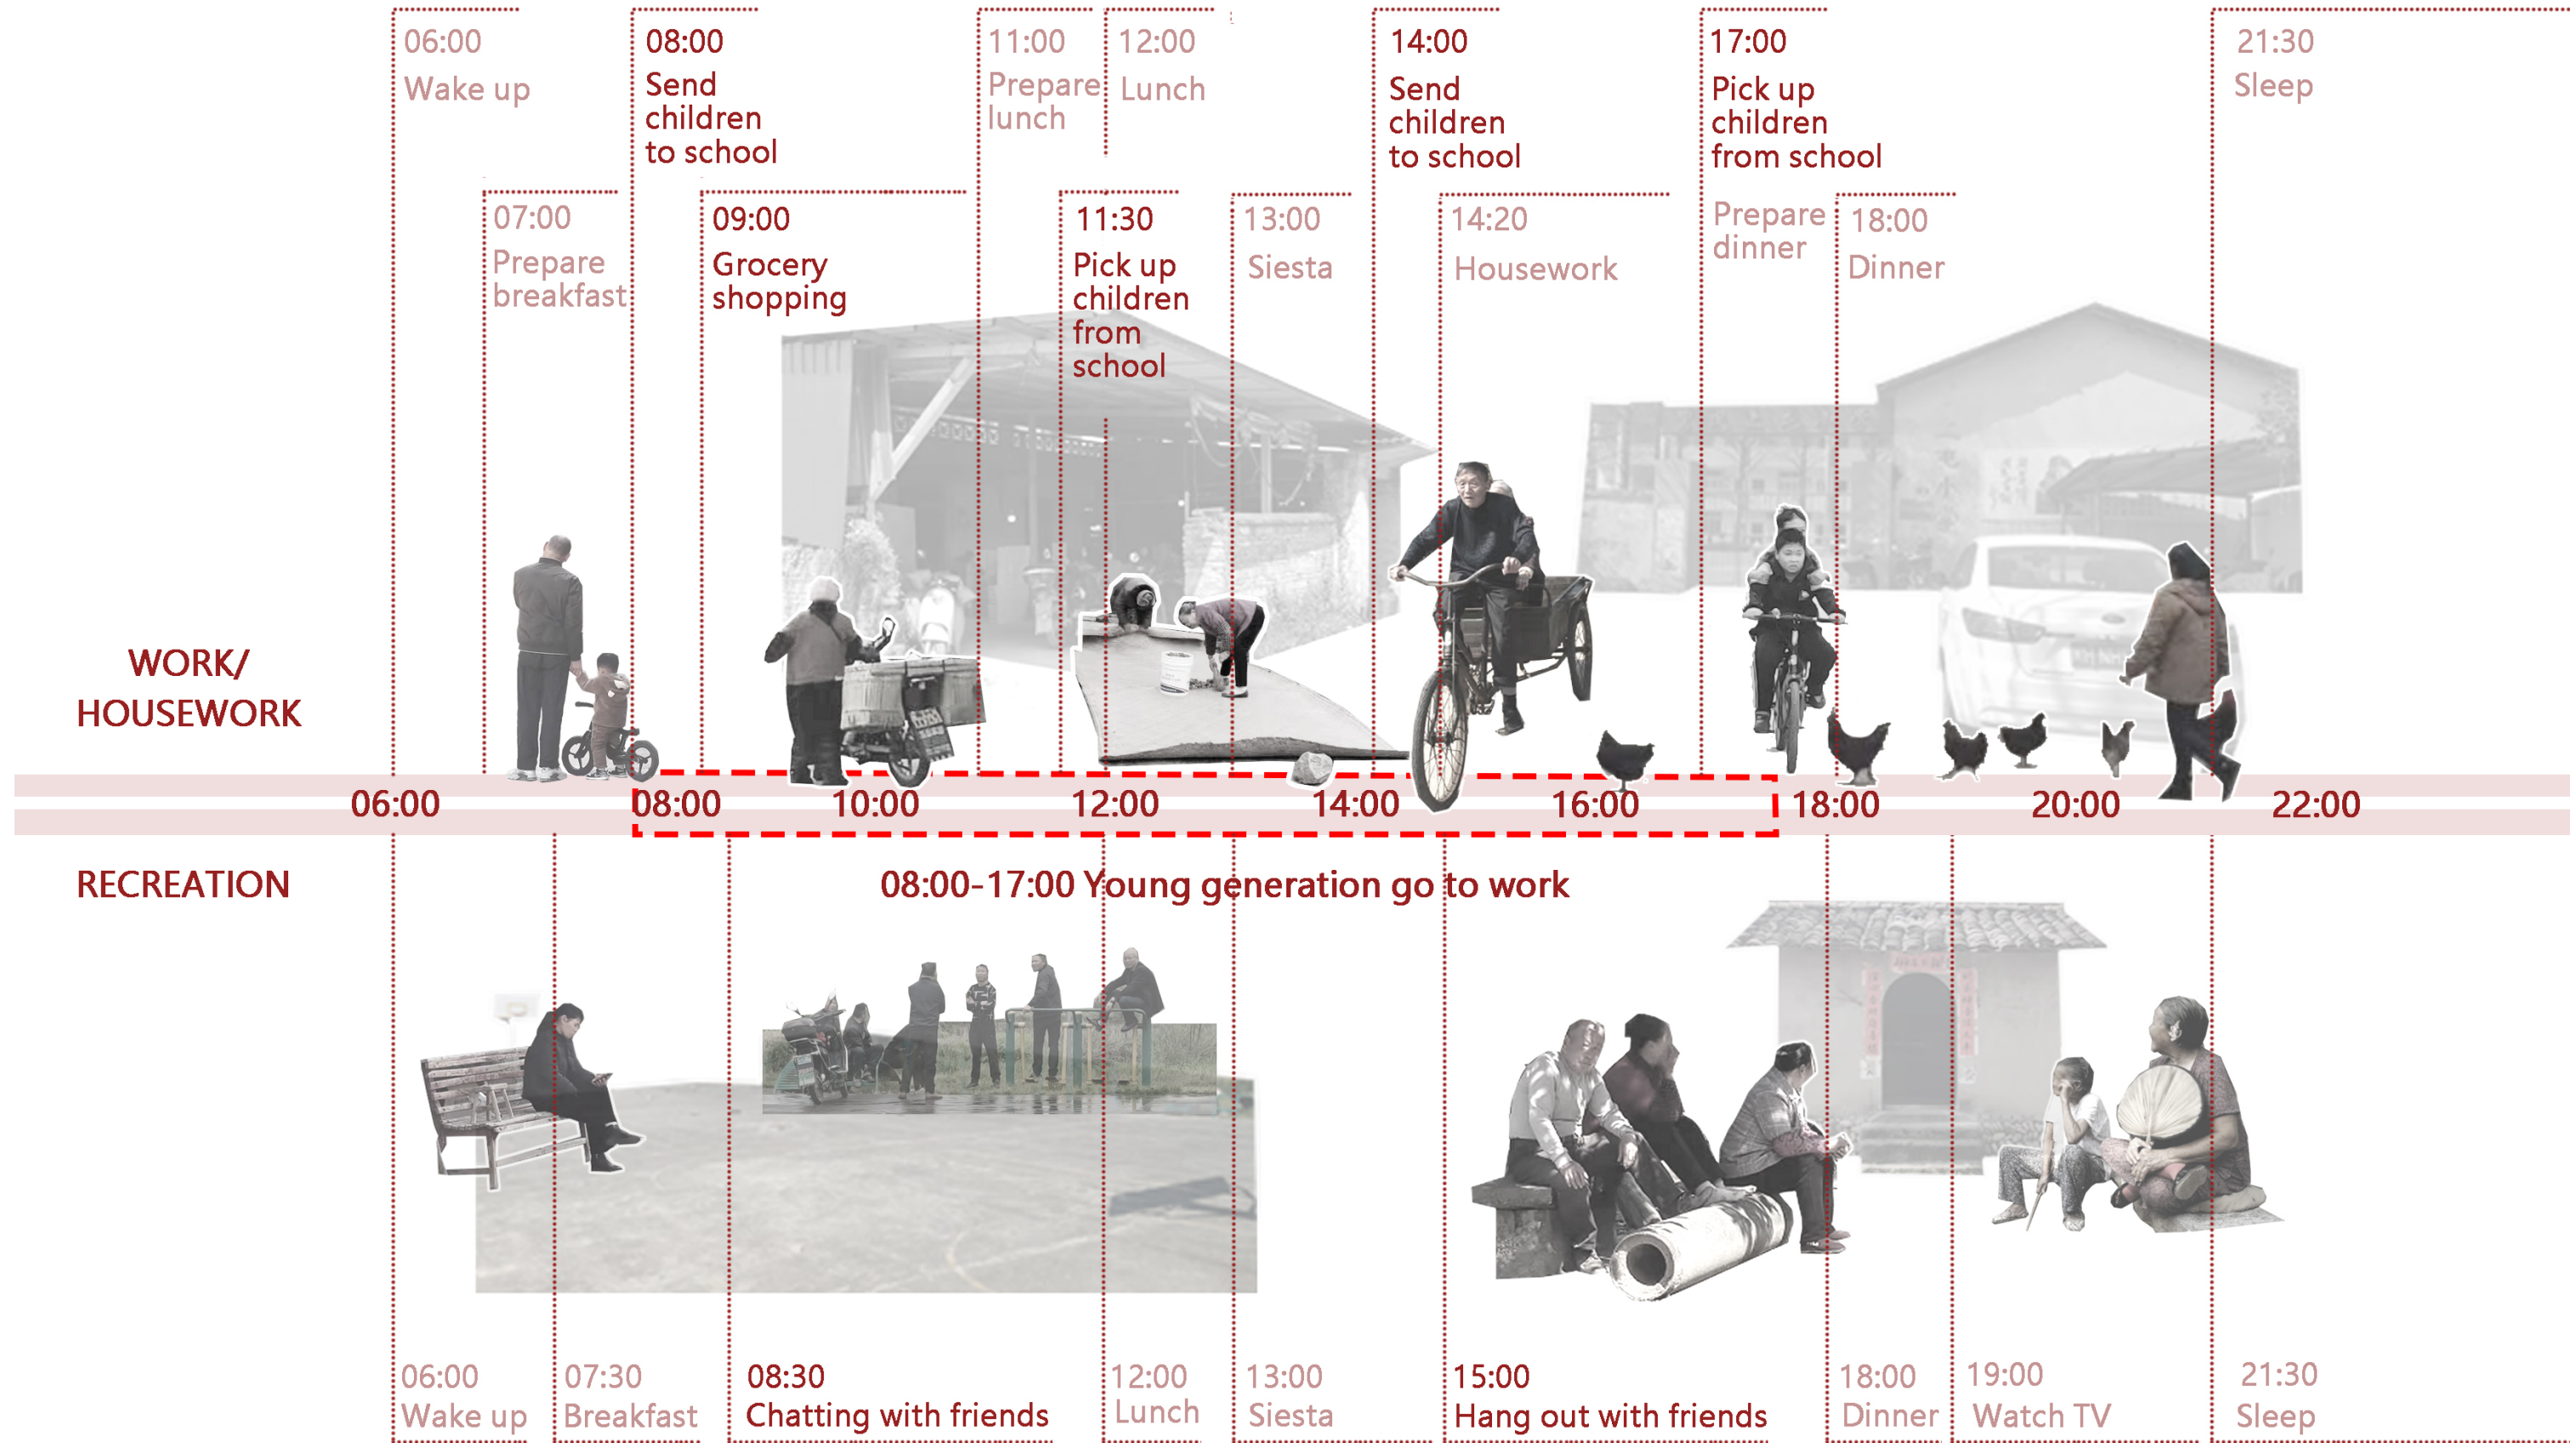 06:00
Wake up
08:00
Send
children
to school
11:00
Prepare
lunch
12:00
Lunch
14:00
Send
children
to school
17:00
Pick up
children
from school
Prepare
dinner
21:30
Sleep
07:00
Prepare
breakfast
09:00
Grocery
shopping
11:30
Pick up
children
from
school
13:00
Siesta
14:20
Housework
18:00
Dinner
WORK/
HOUSEWORK
06:00 08:00 10:00 12:00 14:00 16:00 18:00 20:00 22:00
RECREATION
08:00-17:00 Young generation go to work
06:00
Wake up
07:30
Breakfast
08:30
Chatting with friends
12:00
Lunch
13:00
Siesta
15:00
Hang out with friends
18:00
Dinner
19:00
Watch TV
21:30
Sleep